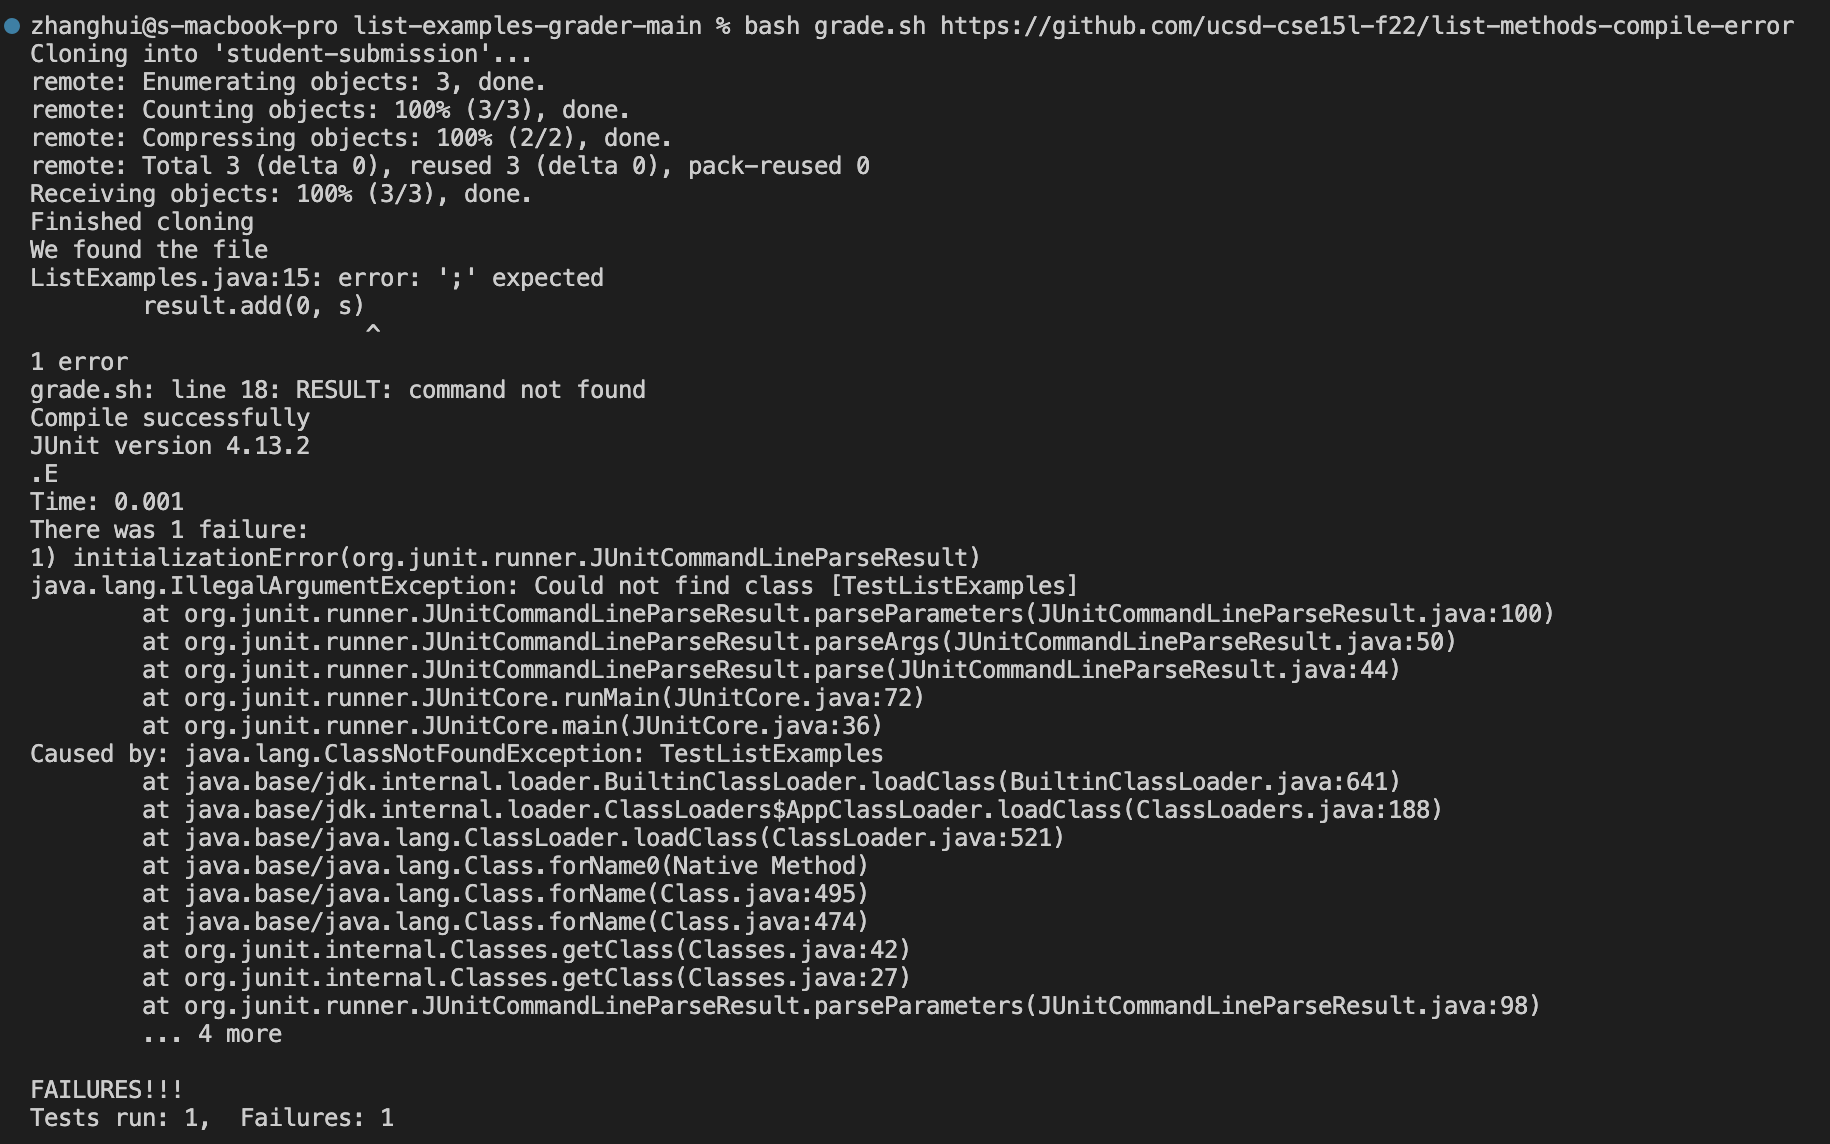 zhanghui@s-macbook-pro list-examples-grader-main % bash grade.sh https://github.com/ucsd-cse15l-f22/list-methods-compile-error
Cloning into 'student-submission'...
remote: Enumerating objects: 3, done.
remote: Counting objects: 100% (3/3), done.
remote: Compressing objects: 100% (2/2), done.
remote: Total 3 (delta 0), reused 3 (delta 0), pack-reused 0
Receiving objects: 100% (3/3), done.
Finished cloning
We found the file
ListExamples.java:15: error: ';' expected
        result.add(0, s)
                        ^
1 error
grade.sh: line 18: RESULT: command not found
Compile successfully
JUnit version 4.13.2
.E
Time: 0.001
There was 1 failure:
1) initializationError(org.junit.runner.JUnitCommandLineParseResult)
java.lang.IllegalArgumentException: Could not find class [TestListExamples]
        at org.junit.runner.JUnitCommandLineParseResult.parseParameters(JUnitCommandLineParseResult.java:100)
        at org.junit.runner.JUnitCommandLineParseResult.parseArgs(JUnitCommandLineParseResult.java:50)
        at org.junit.runner.JUnitCommandLineParseResult.parse(JUnitCommandLineParseResult.java:44)
        at org.junit.runner.JUnitCore.runMain(JUnitCore.java:72)
        at org.junit.runner.JUnitCore.main(JUnitCore.java:36)
Caused by: java.lang.ClassNotFoundException: TestListExamples
        at java.base/jdk.internal.loader.BuiltinClassLoader.loadClass(BuiltinClassLoader.java:641)
        at java.base/jdk.internal.loader.ClassLoaders$AppClassLoader.loadClass(ClassLoaders.java:188)
        at java.base/java.lang.ClassLoader.loadClass(ClassLoader.java:521)
        at java.base/java.lang.Class.forName0(Native Method)
        at java.base/java.lang.Class.forName(Class.java:495)
        at java.base/java.lang.Class.forName(Class.java:474)
        at org.junit.internal.Classes.getClass(Classes.java:42)
        at org.junit.internal.Classes.getClass(Classes.java:27)
        at org.junit.runner.JUnitCommandLineParseResult.parseParameters(JUnitCommandLineParseResult.java:98)
        ... 4 more

FAILURES!!!
Tests run: 1,  Failures: 1